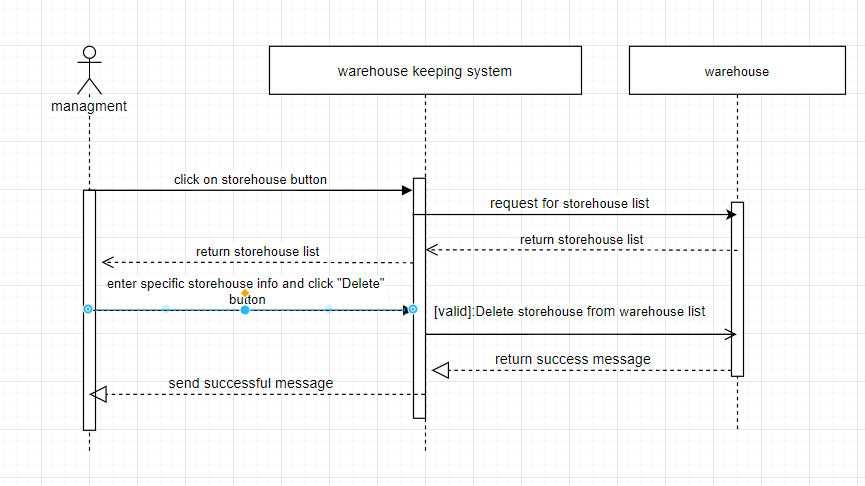 warehouse keeping system
warehouse
managment
click on storehouse button
request for storehouse list
return storehouse list
return storehouse list
enter specific storehouse info and click "Delete"
button
[valid]:Delete storehouse from warehouse list
return success message
send successful message